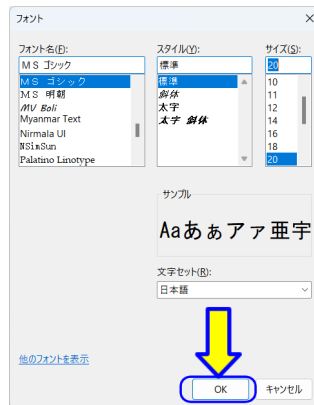 フォント
×
フォント名(F):
スタイル(Y):
サイズ(S):
ＭＳ ゴシック
標準
20
ＭＳ ゴシック
ＭＳ 明朝
MV Boli
Myanmar Text
Nirmala UI
NSimSun
Palatino Linotype
標準
斜体
太字
太字 斜体
10
11
12
14
16
18
20
サンプル
Aaあぁアァ亜宇
文字セット(R):
日本語
他のフォントを表示
OK
キャンセル